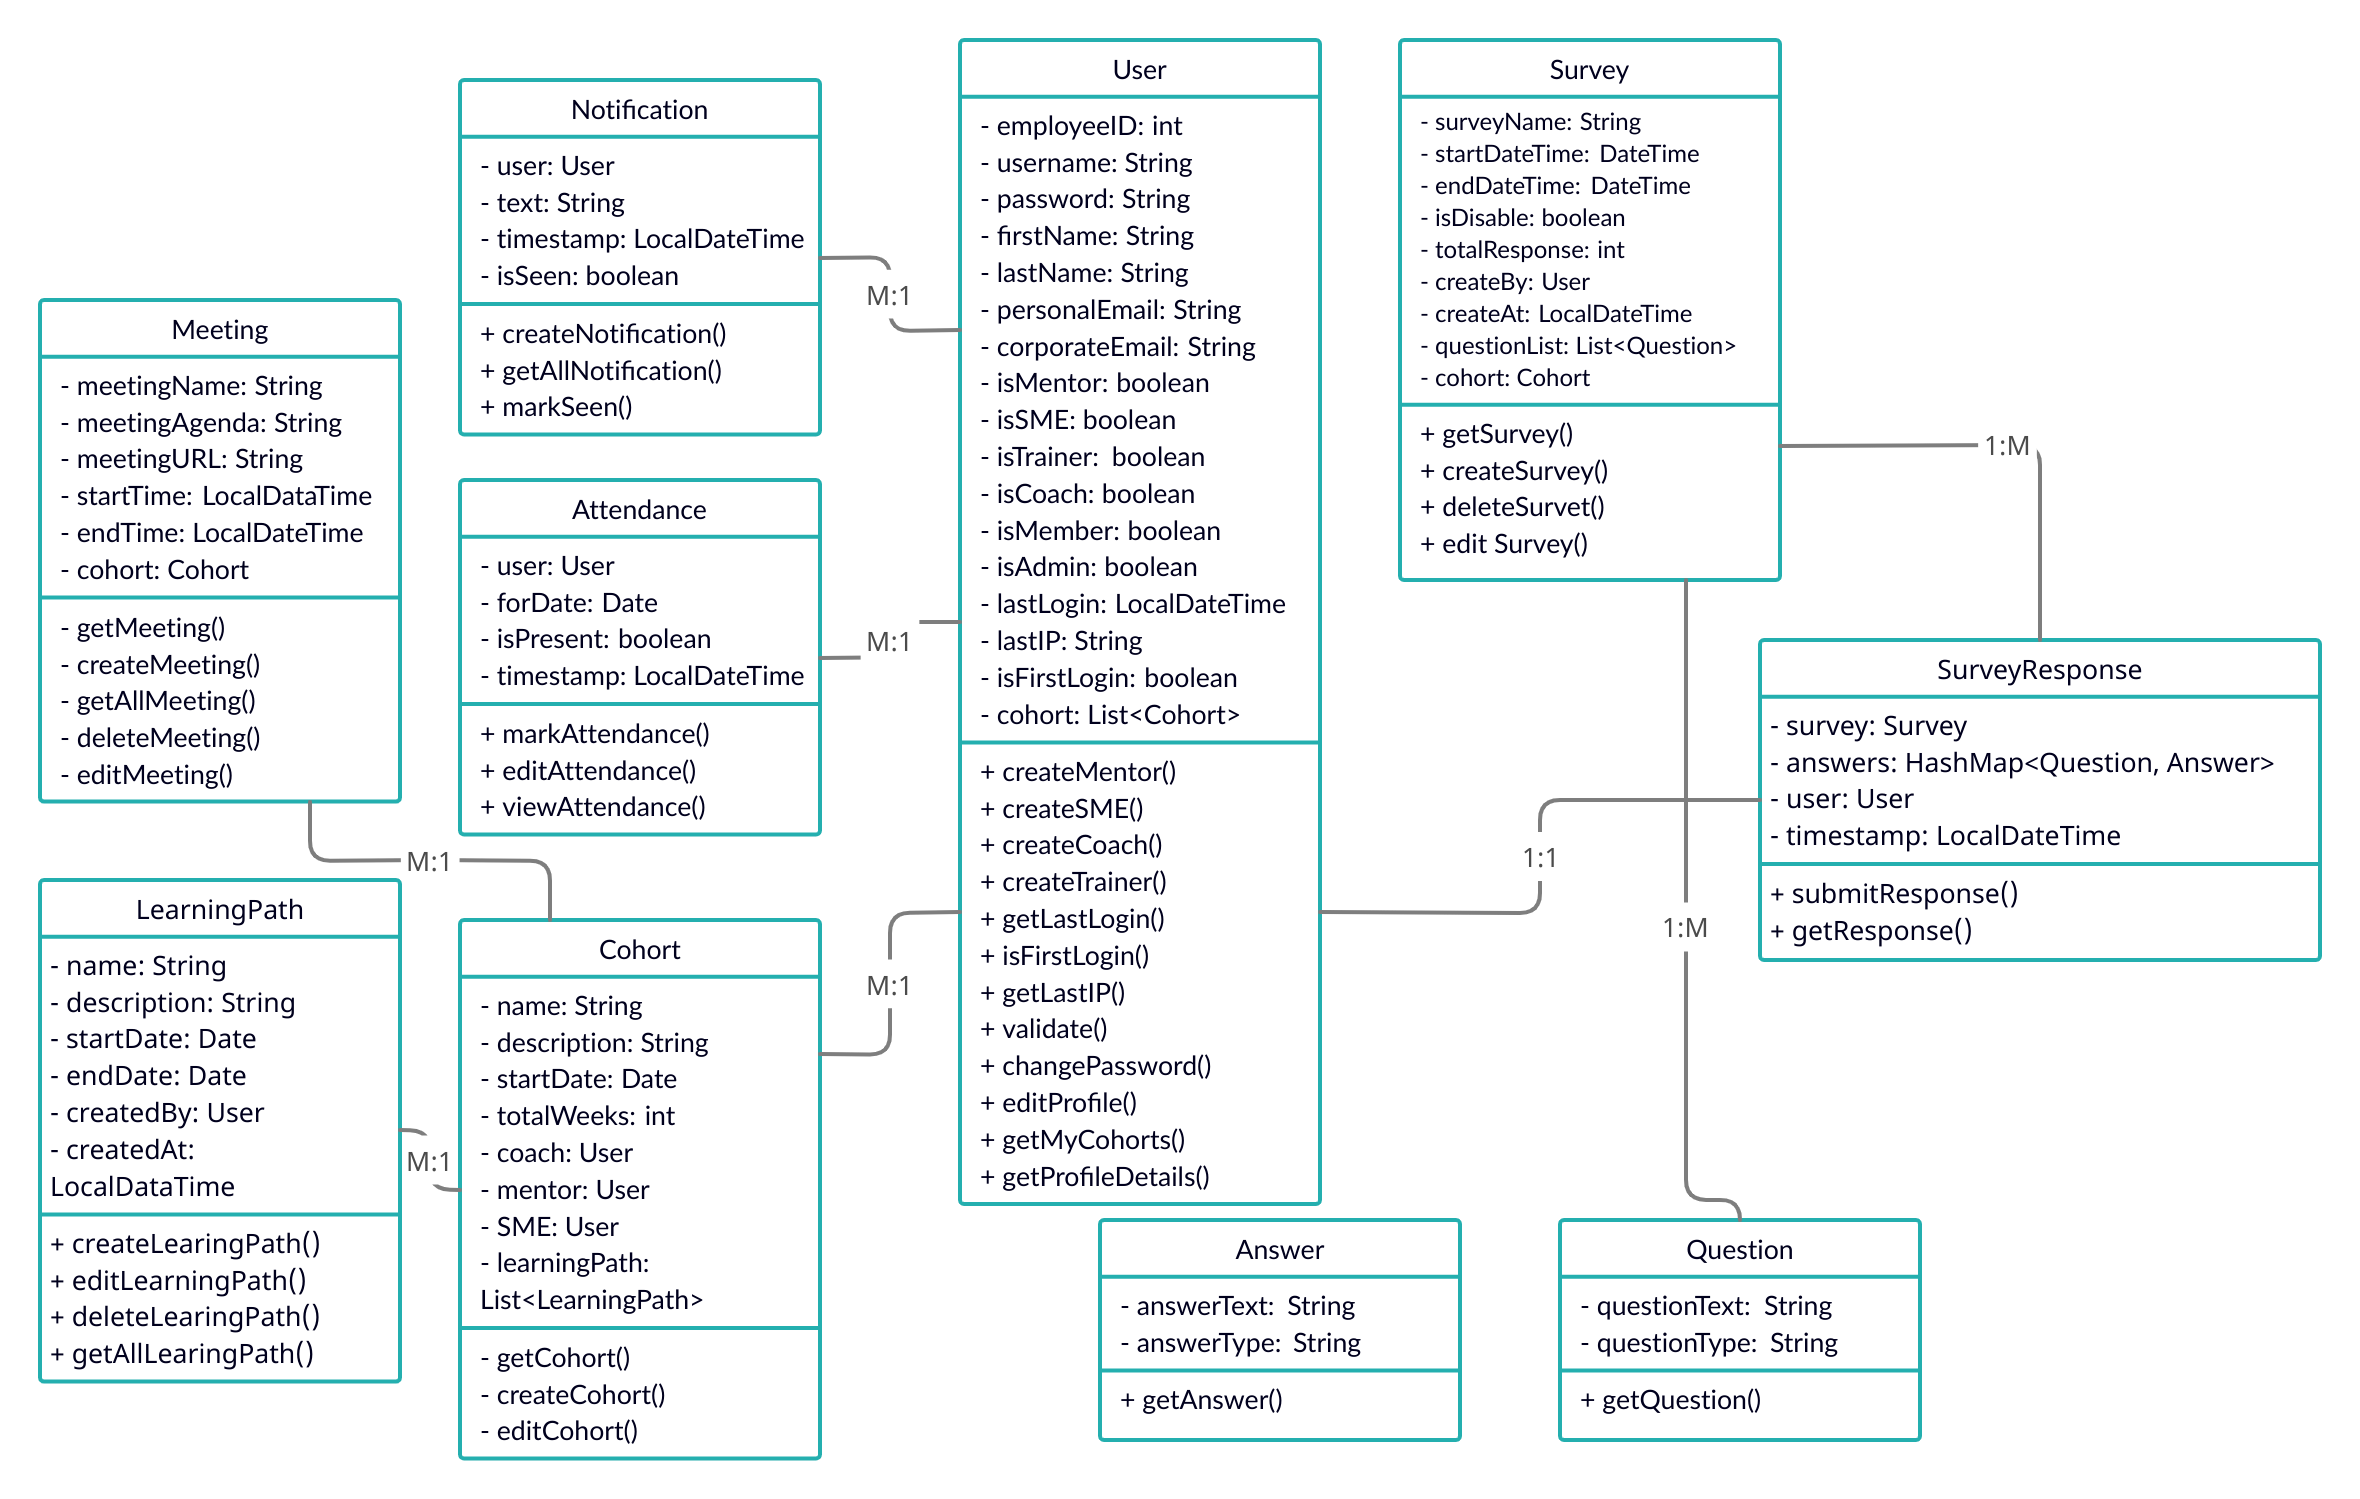 Notification
- user: User
- text: String
- timestamp: LocalDateTime
- isSeen: boolean
+ createNotification()
+ getAllNotification()
+ markSeen()
Meeting
- meetingName: String
- meetingAgenda: String
- meetingURL: String
- startTime: LocalDataTime
- endTime: LocalDateTime
- cohort: Cohort
- getMeeting()
- createMeeting()
- getAllMeeting()
- deleteMeeting()
- editMeeting()
Attendance
- user: User
- forDate: Date
- isPresent: boolean
- timestamp: LocalDateTime
+ markAttendance()
+ editAttendance()
+ viewAttendance()
M:1
M:1
M:1
LearningPath
- name: String
- description: String
- startDate: Date
- endDate: Date
- createdBy: User
- createdAt:
LocalDataTime
+ createLearingPath()
+ editLearningPath()
+ deleteLearingPath()
+ getAllLearingPath()
M:1
Cohort
- name: String
- description: String
- startDate: Date
- totalWeeks: int
- coach: User
- mentor: User
- SME: User
- learningPath:
List<LearningPath>
- getCohort()
- createCohort()
- editCohort()
M:1
User
- employeeID: int
- username: String
- password: String
- firstName: String
- lastName: String
- personalEmail: String
- corporateEmail: String
- isMentor: boolean
- isSME: boolean
- isTrainer: boolean
- isCoach: boolean
- isMember: boolean
- isAdmin: boolean
- lastLogin: LocalDateTime
- lastIP: String
- isFirstLogin: boolean
- cohort: List<Cohort>
+ createMentor()
+ createSME()
+ createCoach()
+ createTrainer()
+ getLastLogin()
+ isFirstLogin()
+ getLastIP()
+ validate()
+ changePassword()
+ editProfile()
+ getMyCohorts()
+ getProfileDetails()
Survey
- surveyName: String
- startDateTime: DateTime
- endDateTime: DateTime
- isDisable: boolean
- totalResponse: int
- createBy: User
- createAt: LocalDateTime
- questionList: List<Question>
- cohort: Cohort
+ getSurvey()
+ createSurvey()
+ deleteSurvet()
+ edit Survey()
1:M
SurveyResponse
- survey: Survey
- answers: HashMap<Question, Answer>
- user: User
- timestamp: LocalDateTime
+ submitResponse()
+ getResponse()
1:1
1:M
Answer
- answerText: String
- answerType: String
+ getAnswer()
Question
- questionText: String
- questionType: String
+ getQuestion()